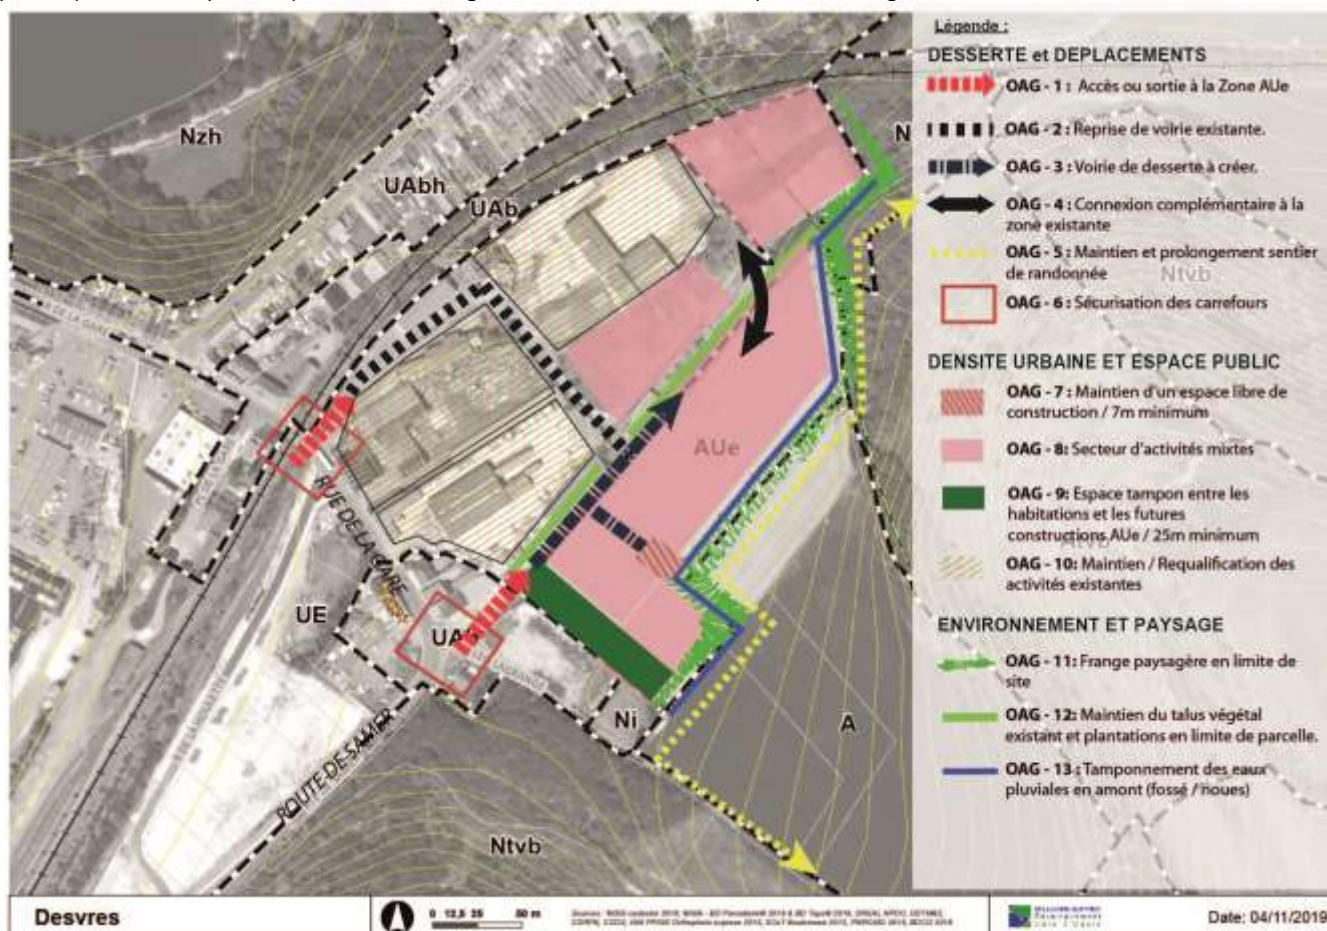 Légende :
DESSERTE et DEPLACEMENTS
OAG - 1 : Accès ou sortie à la Zone AUe
OAG - 2 : Reprise de voirie existante.
OAG - 3 : Voirie de desserte à créer.
OAG - 4 : Connexion complémentaire à la
zone existante
OAG - 5 : Maintien et prolongement sentier
de randonnée
OAG - 6 : Sécurisation des carrefours
DENSITE URBAINE ET ESPACE PUBLIC
OAG - 7 : Maintien d'un espace libre de
construction / 7m minimum
OAG - 8: Secteur d'activités mixtes
OAG - 9: Espace tampon entre les
habitations et les futures
constructions AUe / 25m minimum
OAG - 10: Maintien / Requalification des
activités existantes
ENVIRONNEMENT ET PAYSAGE
OAG - 11: Frange paysagère en limite de
site
OAG - 12: Maintien du talus végétal
existant et plantations en limite de parcelle.
OAG - 13 : Tamponnement des eaux
pluviales en amont (fossé / noues)
Nzh
UAbh
UAb
N
Ntvb
A
AUe
RUE DE LA GARE
UE
Ni
A
ROUTE DE SAMER
Ntvb
Desvres
0 12,5 25 50 m
Date: 04/11/2019